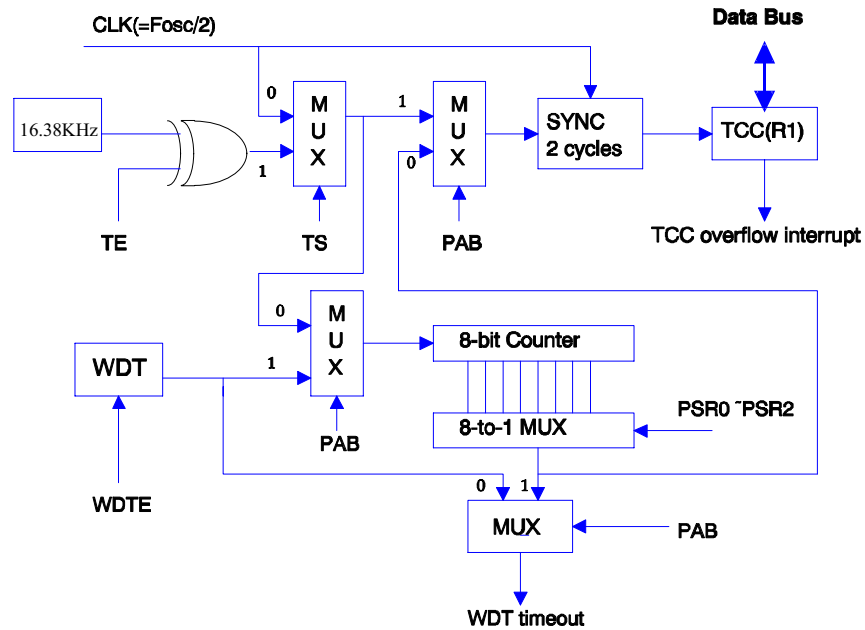 CLK(=Fosc/2)
Data Bus
0
M
U
X
1
M
U
X
0
SYNC
2 cycles
TCC(R1)
16.38KHz
1
TE
TS
PAB
TCC overflow interrupt
0
M
U
X
8-bit Counter
WDT
1
PAB
8-to-1 MUX
PSR0 ˜PSR2
WDTE
0
1
MUX
PAB
WDT timeout